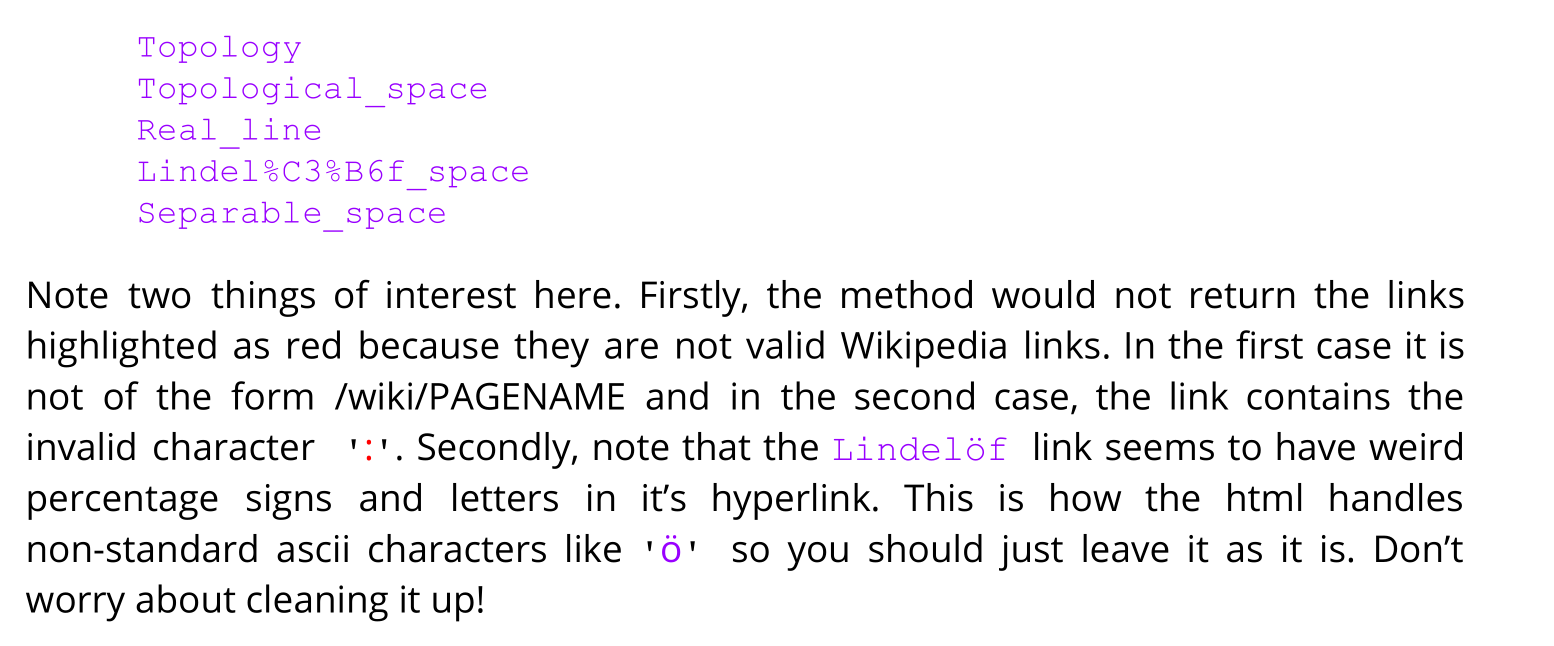 Topology
Topological_space
Real_line
Lindel%C3%B6f_space
Separable_space
Note two things of interest here. Firstly, the method would not return the links
highlighted as red because they are not valid Wikipedia links. In the first case it is
not of the form /wiki/PAGENAME and in the second case, the link contains the
invalid character ':'. Secondly, note that the Lindelöf link seems to have weird
percentage signs and letters in it’s hyperlink. This is how the html handles
non-standard ascii characters like 'ö' so you should just leave it as it is. Don’t
worry about cleaning it up!